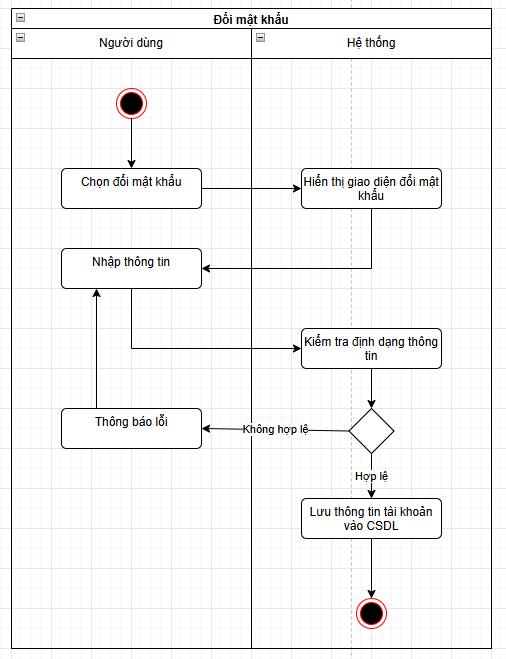 Đổi mật khẩu
Người dùng
Hệ thống
Chọn đổi mật khẩu
Hiển thị giao diện đổi mật
khẩu
Nhập thông tin
Kiểm tra định dạng thông
tin
Thông báo lỗi
Không hợp lệ
Hợp lệ
Lưu thông tin tài khoản
vào CSDL